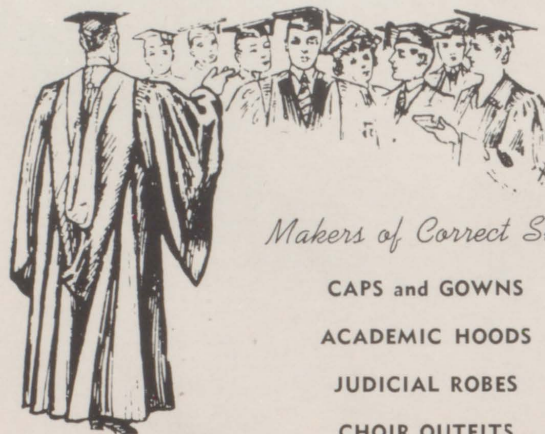 Makers of Correct
CAPS and GOWNS
ACADEMIC HOODS
JUDICIAL ROBES
CHOIR OUTFITS